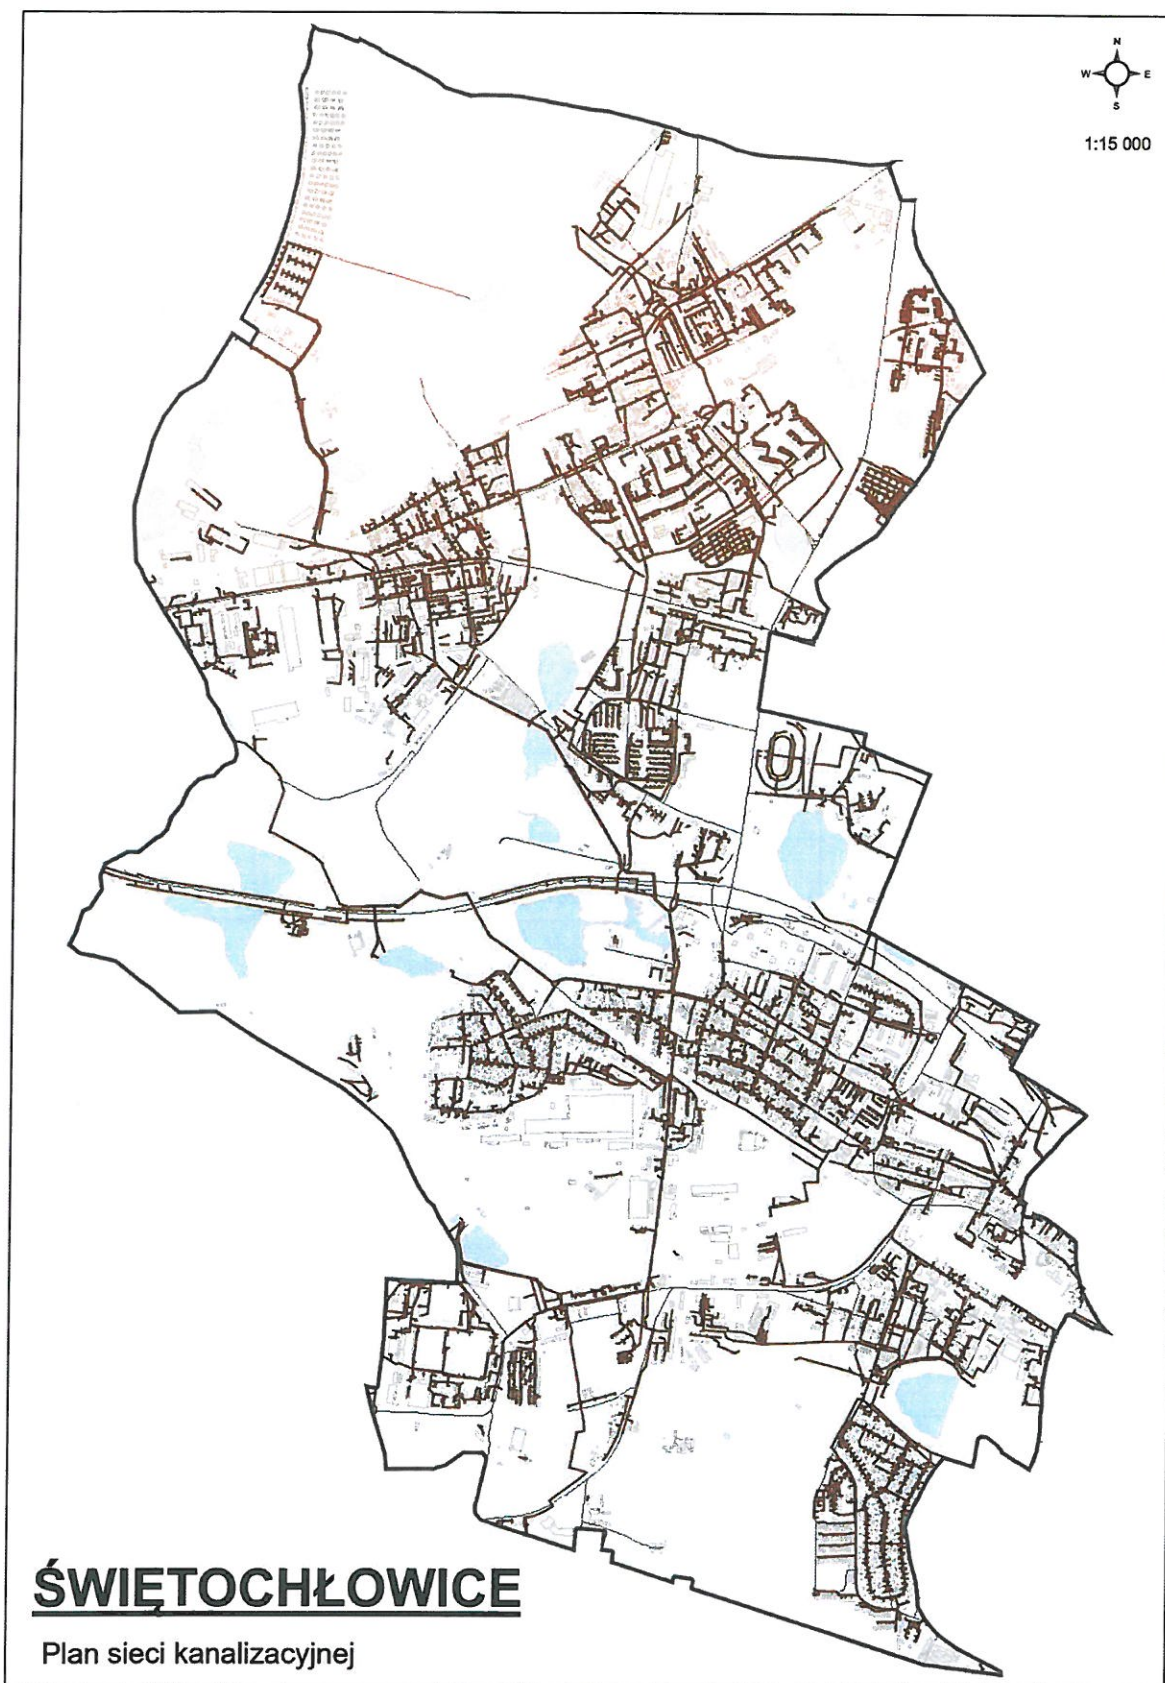 N
W E
S
1:15 000
ŚWIĘTOCHŁOWICE
Plan sieci kanalizacyjnej